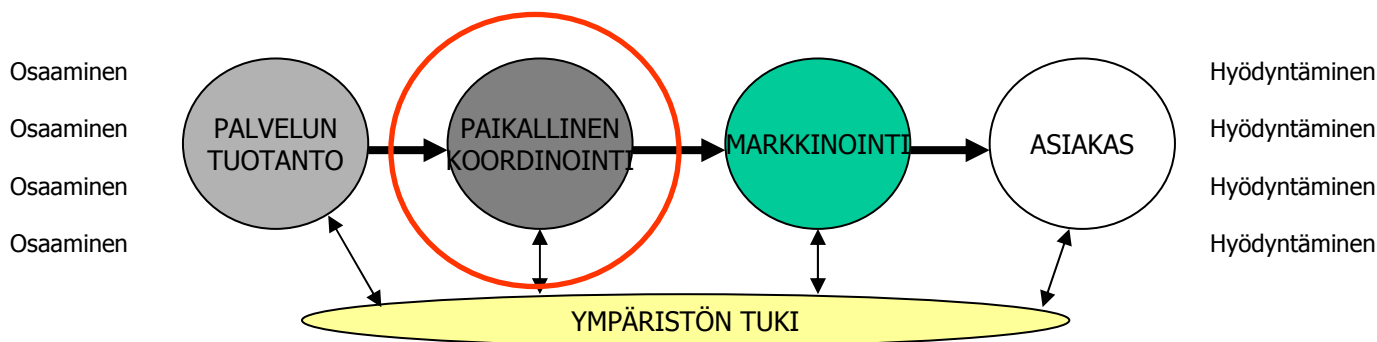 Osaaminen
Osaaminen
Osaaminen
Osaaminen
PALVELUN
TUOTANTO
PAIKALLINEN
KOORDINOINTI
MARKKINOINTI
ASIAKAS
Hyödyntäminen
Hyödyntäminen
Hyödyntäminen
Hyödyntäminen
YMPÄRISTÖN TUKI